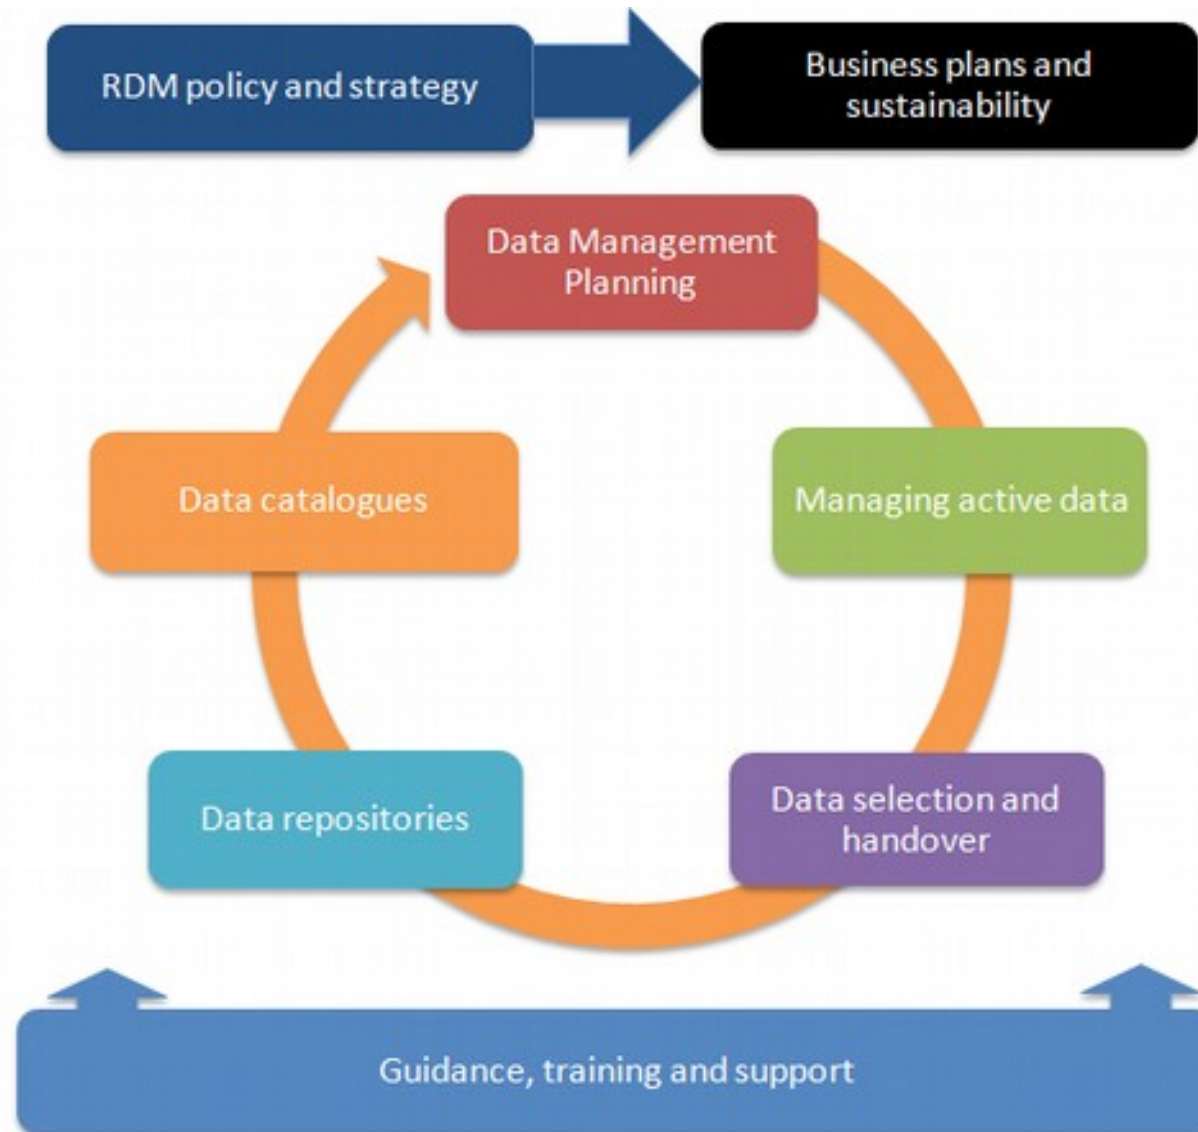 RDM policy and strategy
Business plans and
sustainability
Data Management
Planning
Data catalogues
Managing active data
Data repositories
Data selection and
handover
Guidance, training and support